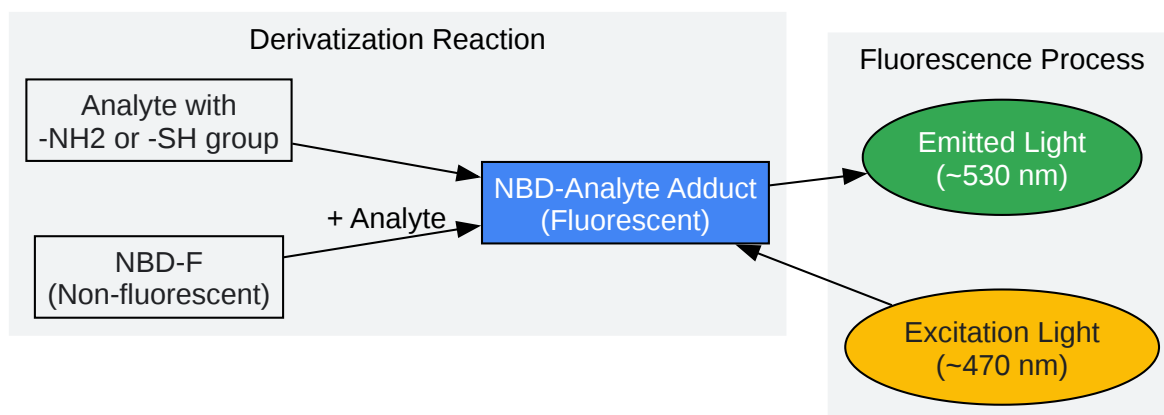 Derivatization Reaction
Analyte with
-NH2 or -SH group
+ Analyte
NBD-F
(Non-fluorescent)
NBD-Analyte Adduct
(Fluorescent)
Fluorescence Process
Emitted Light
(~530 nm)
Excitation Light
(~470 nm)